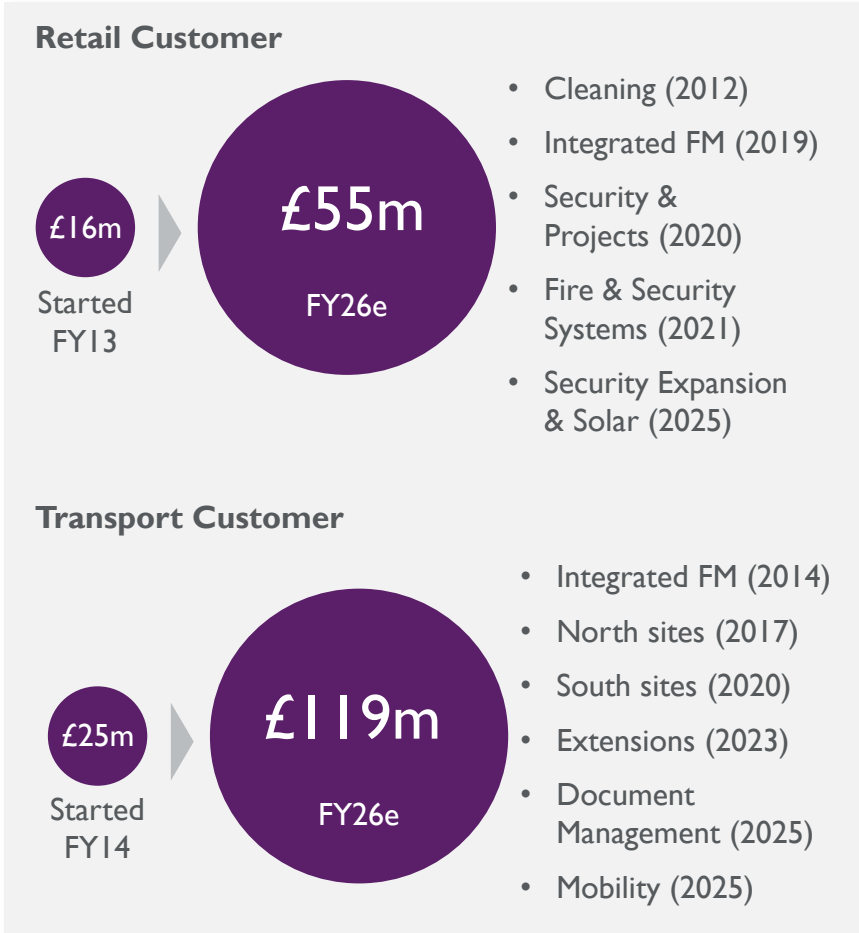 Retail Customer
£16m
Started
FY13
£55m
FY26e
• Cleaning (2012)
• Integrated FM (2019)
• Security &
Projects (2020)
• Fire & Security
Systems (2021)
• Security Expansion
& Solar (2025)
Transport Customer
£25m
Started
FY14
£119m
FY26e
• Integrated FM (2014)
• North sites (2017)
• South sites (2020)
• Extensions (2023)
• Document
Management (2025)
• Mobility (2025)